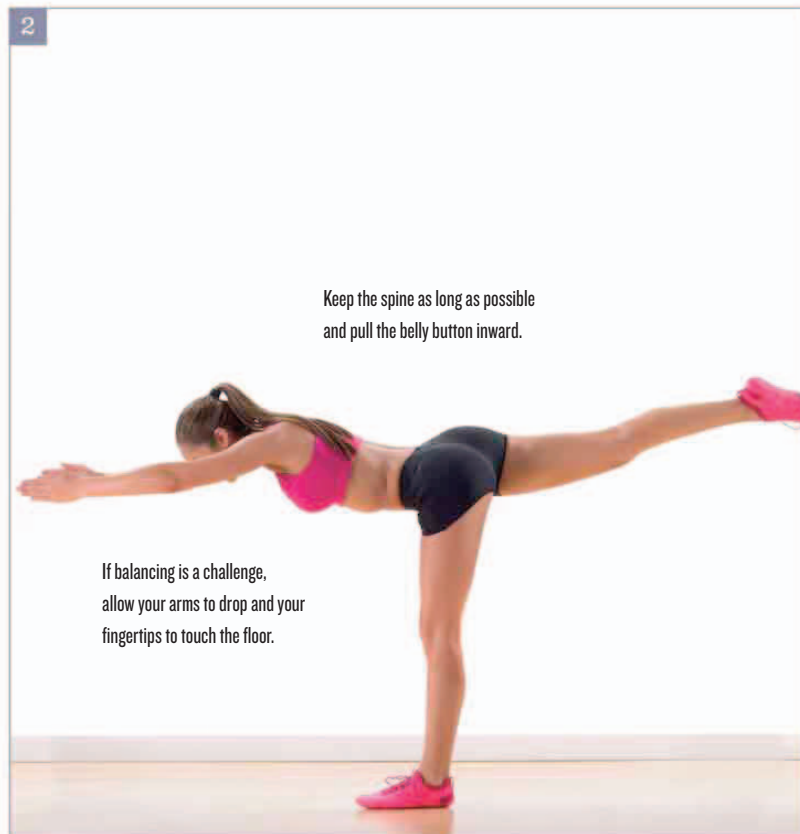 2
Keep the spine as long as possible
and pull the belly button inward.
If balancing is a challenge,
allow your arms to drop and your
fingertips to touch the floor.